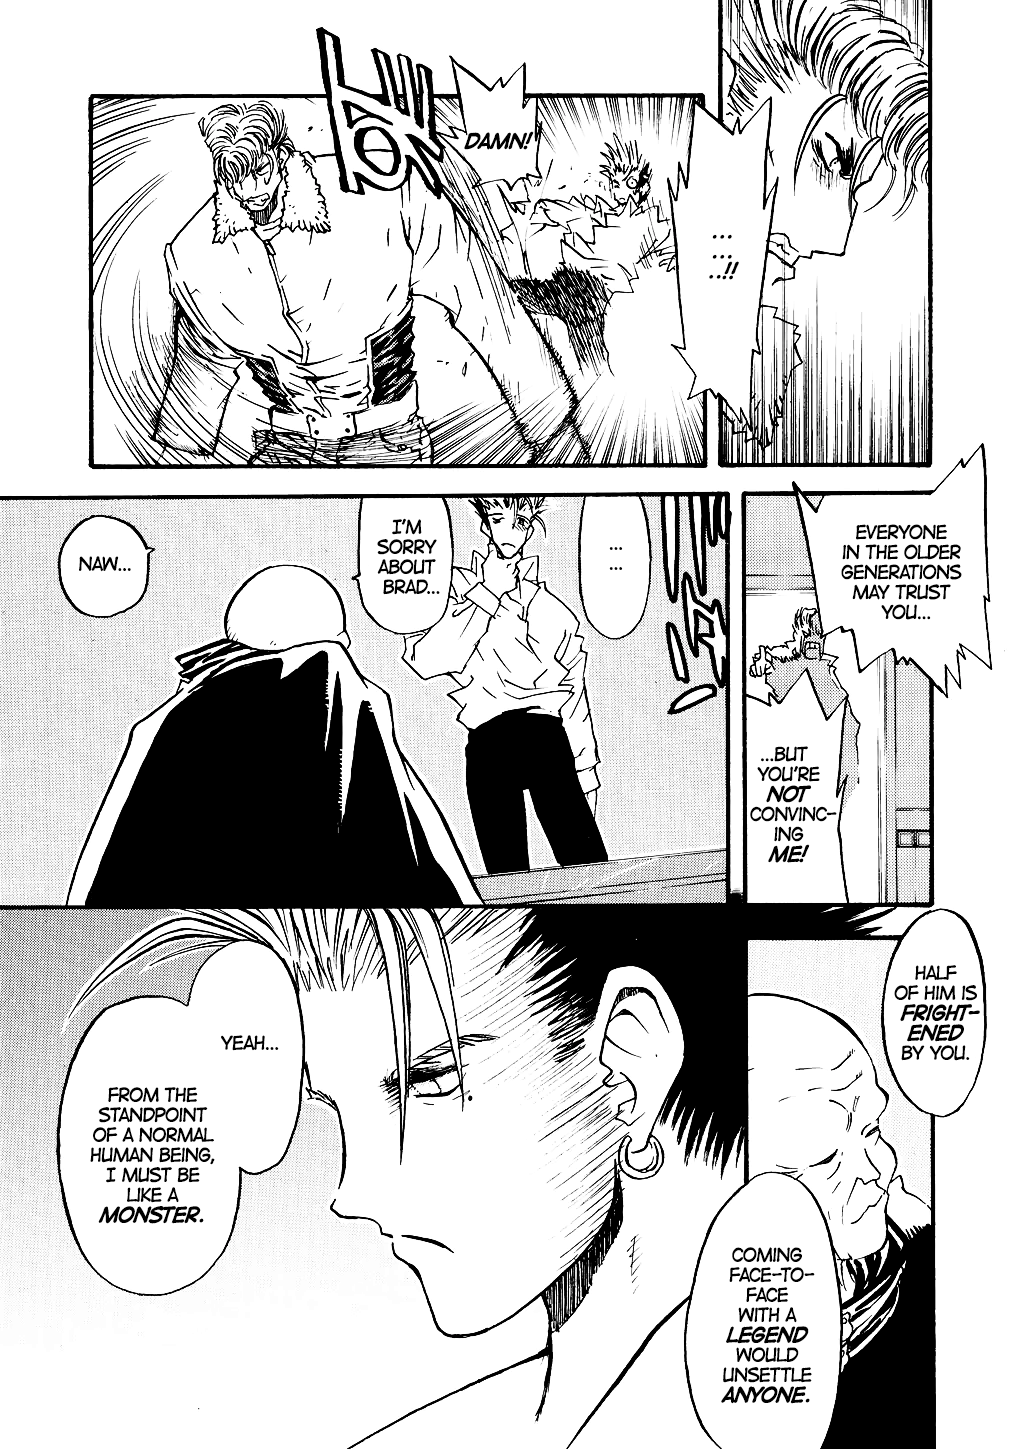 ...
...
...!!
DAMN!
EVERYONE
IN THE OLDER
GENERATIONS
MAY TRUST
YOU...
...BUT
YOU'RE
NOT
CONVINC-
ING
ME!
...
...
I'M
SORRY
ABOUT
BRAD...
NAW...
HALF
OF HIM IS
FRIGHT-
ENED
BY YOU.
COMING
FACE-TO-
FACE
WITH A
LEGEND
WOULD
UNSETTLE
ANYONE.
YEAH...
FROM THE
STANDPOINT
OF A NORMAL
HUMAN BEING,
I MUST BE
LIKE A
MONSTER.